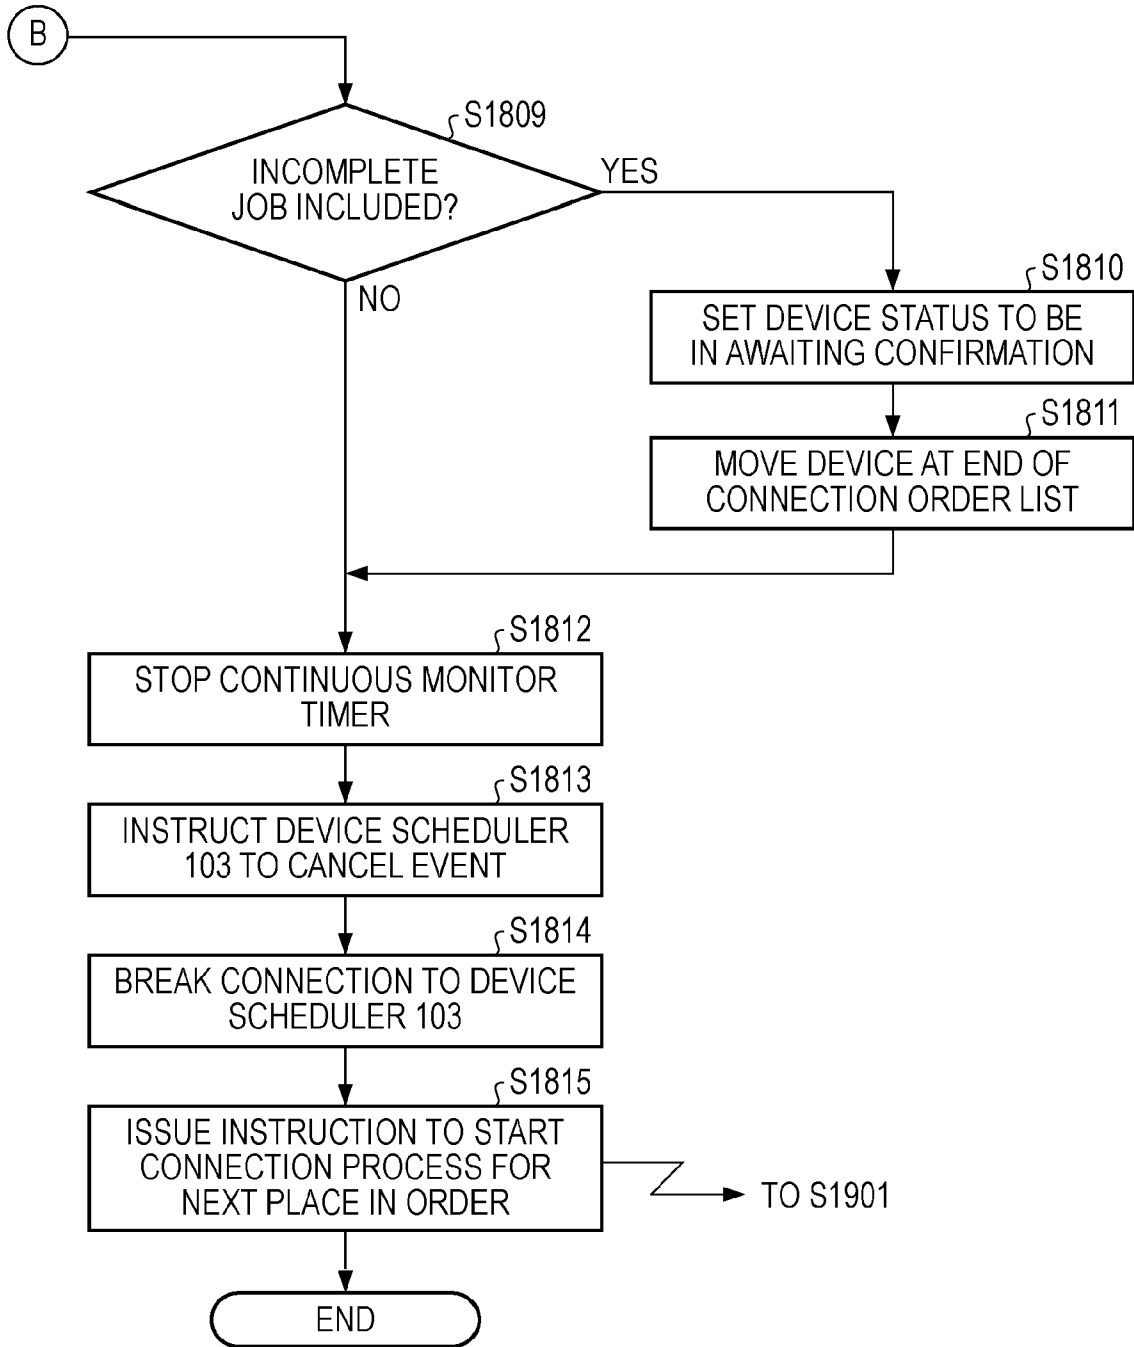 B
S1809
INCOMPLETE
JOB INCLUDED?
YES
NO
S1810
SET DEVICE STATUS TO BE
IN AWAITING CONFIRMATION
S1811
MOVE DEVICE AT END OF
CONNECTION ORDER LIST
S1812
STOP CONTINUOUS MONITOR
TIMER
S1813
INSTRUCT DEVICE SCHEDULER
103 TO CANCEL EVENT
S1814
BREAK CONNECTION TO DEVICE
SCHEDULER 103
S1815
ISSUE INSTRUCTION TO START
CONNECTION PROCESS FOR
NEXT PLACE IN ORDER
TO S1901
END